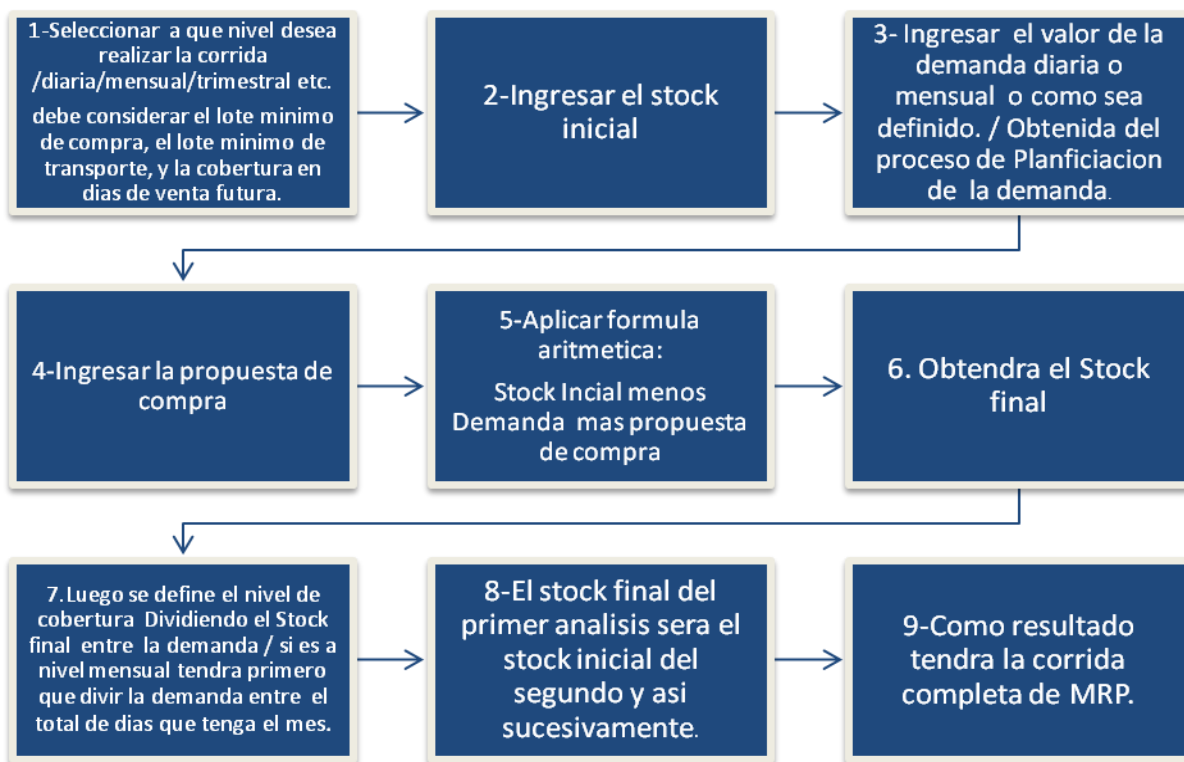 1-Seleccionar a que nivel desea
realizar la corrida
/diaria/mensual/trimestral etc.
debe considerar el lote minimo
de compra, el lote minimo de
transporte, y la cobertura en
dias de venta futura.
2-Ingresar el stock
inicial
3- Ingresar el valor de la
demanda diaria o
mensual o como sea
definido. / Obtenida del
proceso de Planficiacion
de la demanda.
4-Ingresar la propuesta de
compra
5-Aplicar formula
aritmetica:
Stock Incial menos
Demanda mas propuesta
de compra
6. Obtendra el Stock
final
7.Luego se define el nivel de
cobertura Dividiendo el Stock
final entre la demanda / si es a
nivel mensual tendra primero
que divir la demanda entre el
total de dias que tenga el mes.
8-El stock final del
primer analisis sera el
stock inicial del
segundo y asi
sucesivamente.
9-Como resultado
tendra la corrida
completa de MRP.